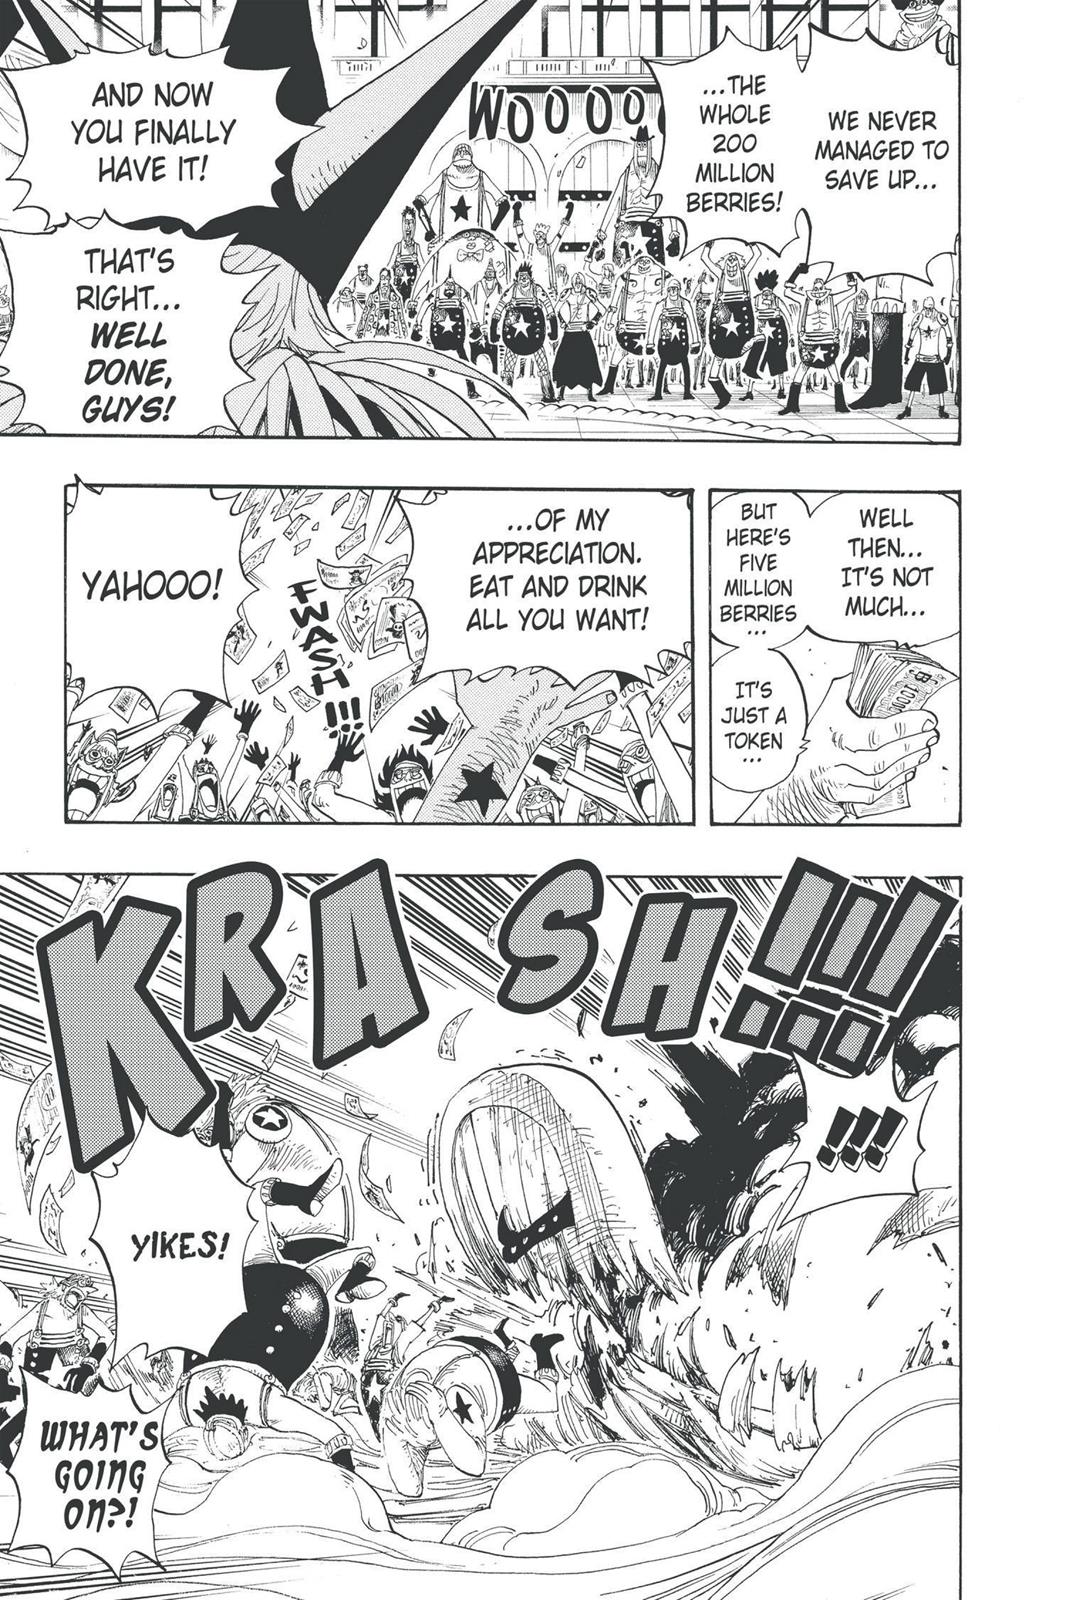 WE NEVER
MANAGED TO
SAVE UP...
...THE
WHOLE
200
MILLION
BERRIES!
WOOOO
AND NOW
YOU FINALLY
HAVE IT!
THAT'S
RIGHT...
WELL
DONE,
GUYS!
WELL
THEN...
IT'S NOT
MUCH...
BUT
HERE'S
FIVE
MILLION
BERRIES
...
IT'S
JUST A
TOKEN
...OF MY
APPRECIATION.
EAT AND DRINK
ALL YOU WANT!
FWASH!!!
YAHOOO!
KRASH!!!
!!!
YIKES!
WHAT'S
GOING
ON?!